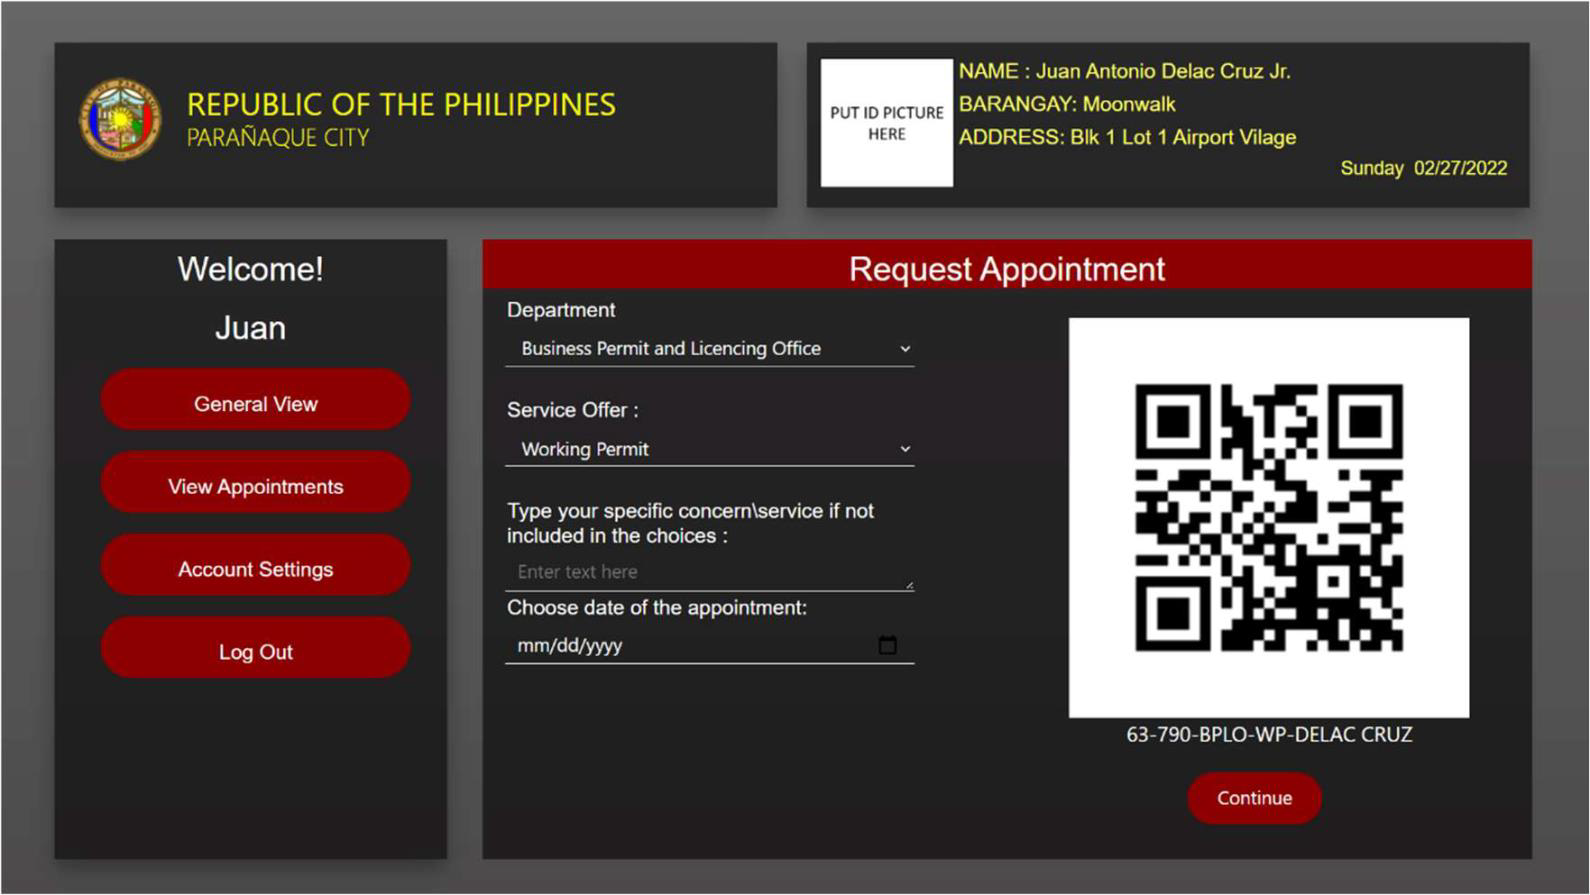 REPUBLIC OF THE PHILIPPINES
PARAÑAQUE CITY
PUT ID PICTURE
HERE
NAME : Juan Antonio Delac Cruz Jr.
BARANGAY: Moonwalk
ADDRESS: Blk 1 Lot 1 Airport Vilage
Sunday 02/27/2022
Welcome!
Juan
General View
View Appointments
Account Settings
Log Out
Request Appointment
Department
Business Permit and Licencing Office
Service Offer :
Working Permit
Type your specific concern\service if not
included in the choices :
Enter text here
Choose date of the appointment:
mm/dd/yyyy
63-790-BPLO-WP-DELAC CRUZ
Continue